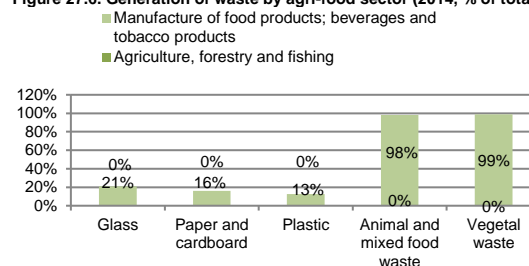 Figure 27.6. Generation of waste by agri-food sector (2014, % of tota
Manufacture of food products; beverages and
tobacco products
Agriculture, forestry and fishing
120%
100%
80%
60%
40%
20%
0%
0% 0% 0% 98% 99%
21% 16% 13% 0% 0%
Glass Paper and Plastic Animal and Vegetal
cardboard mixed food waste
waste